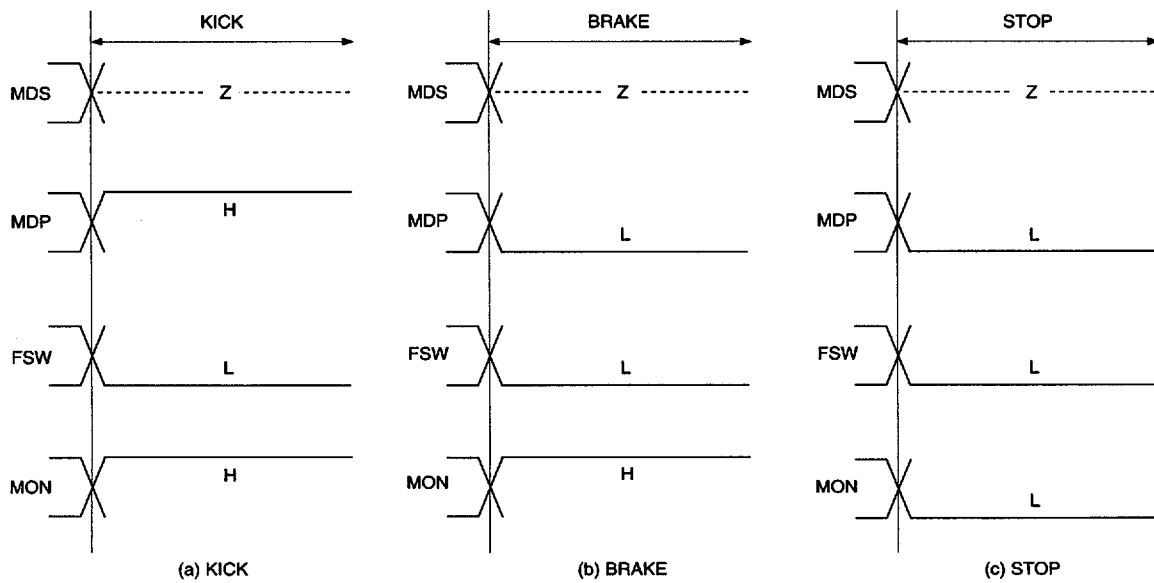 KICK
MDS Z
MDP H
FSW L
MON H
(a) KICK
BRAKE
MDS Z
MDP L
FSW L
MON H
(b) BRAKE
STOP
MDS Z
MDP L
FSW L
MON L
(c) STOP